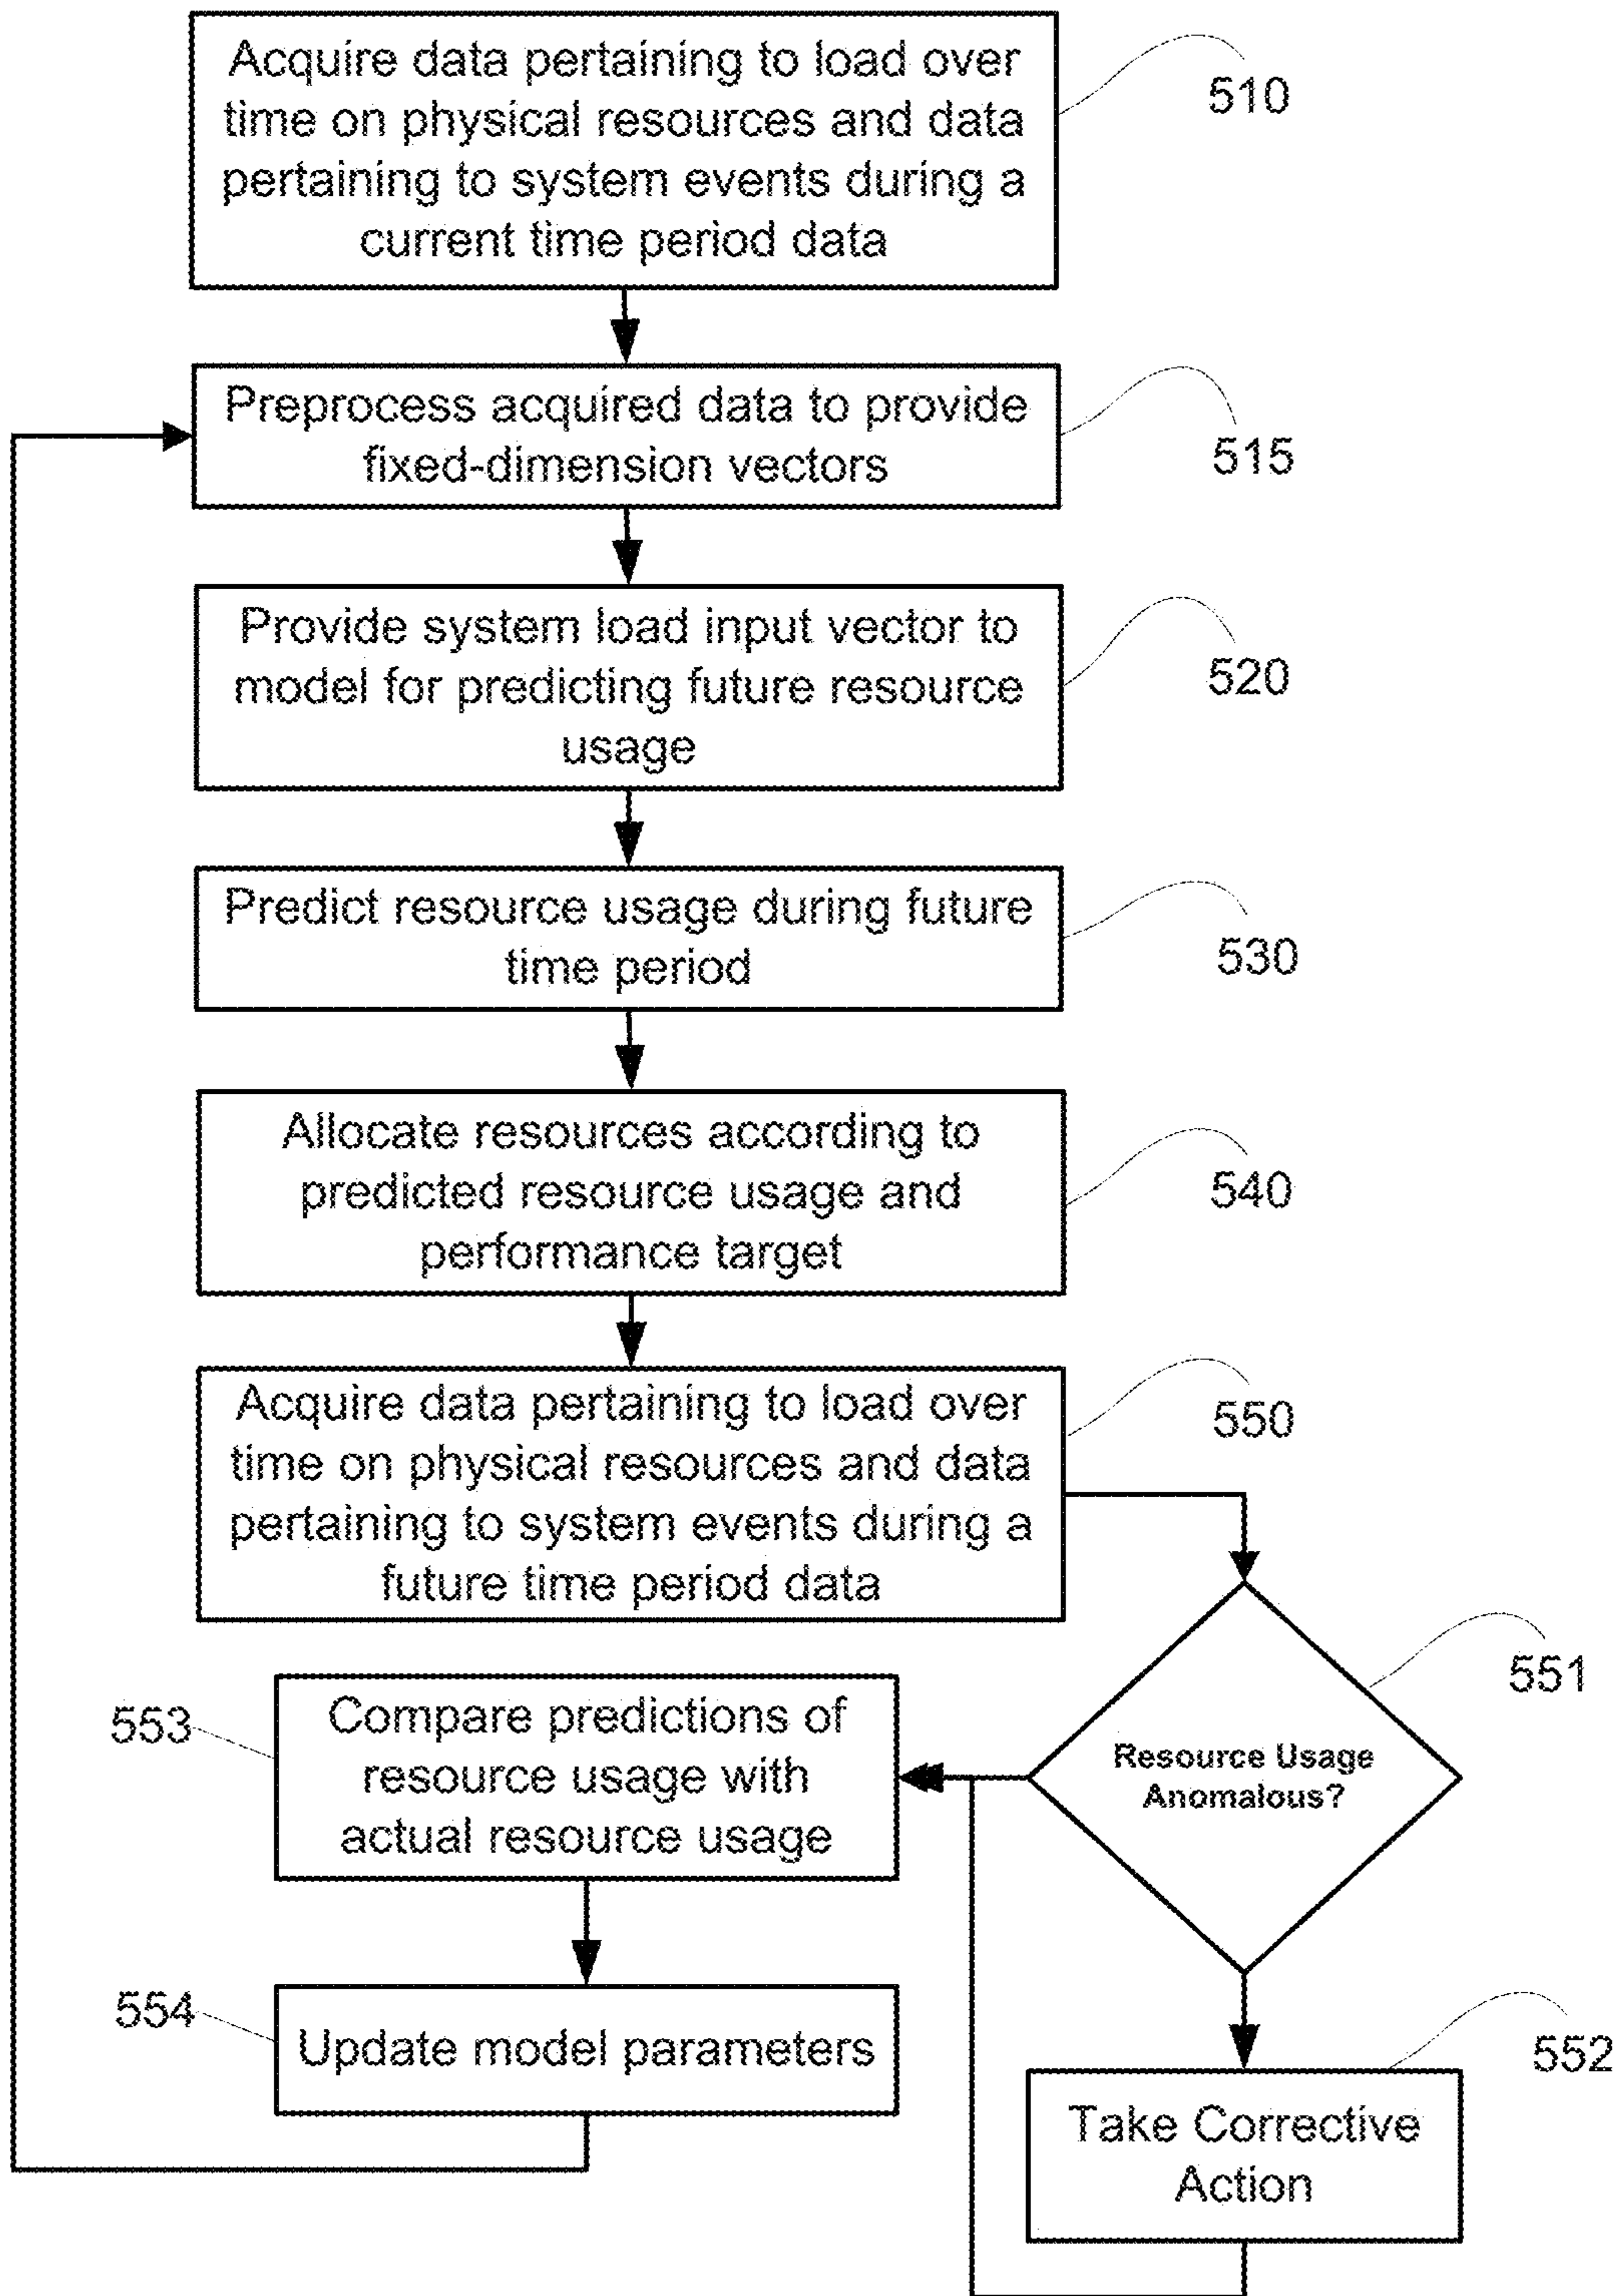 Acquire data pertaining to load over
time on physical resources and data
pertaining to system events during a
current time period data
510
Preprocess acquired data to provide
fixed-dimension vectors
515
Provide system load input vector to
model for predicting future resource
usage
520
Predict resource usage during future
time period
530
Allocate resources according to
predicted resource usage and
performance target
540
Acquire data pertaining to load over
time on physical resources and data
pertaining to system events during a
future time period data
550
Resource Usage
Anomalous?
551
553
Compare predictions of
resource usage with
actual resource usage
554
Update model parameters
552
Take Corrective
Action